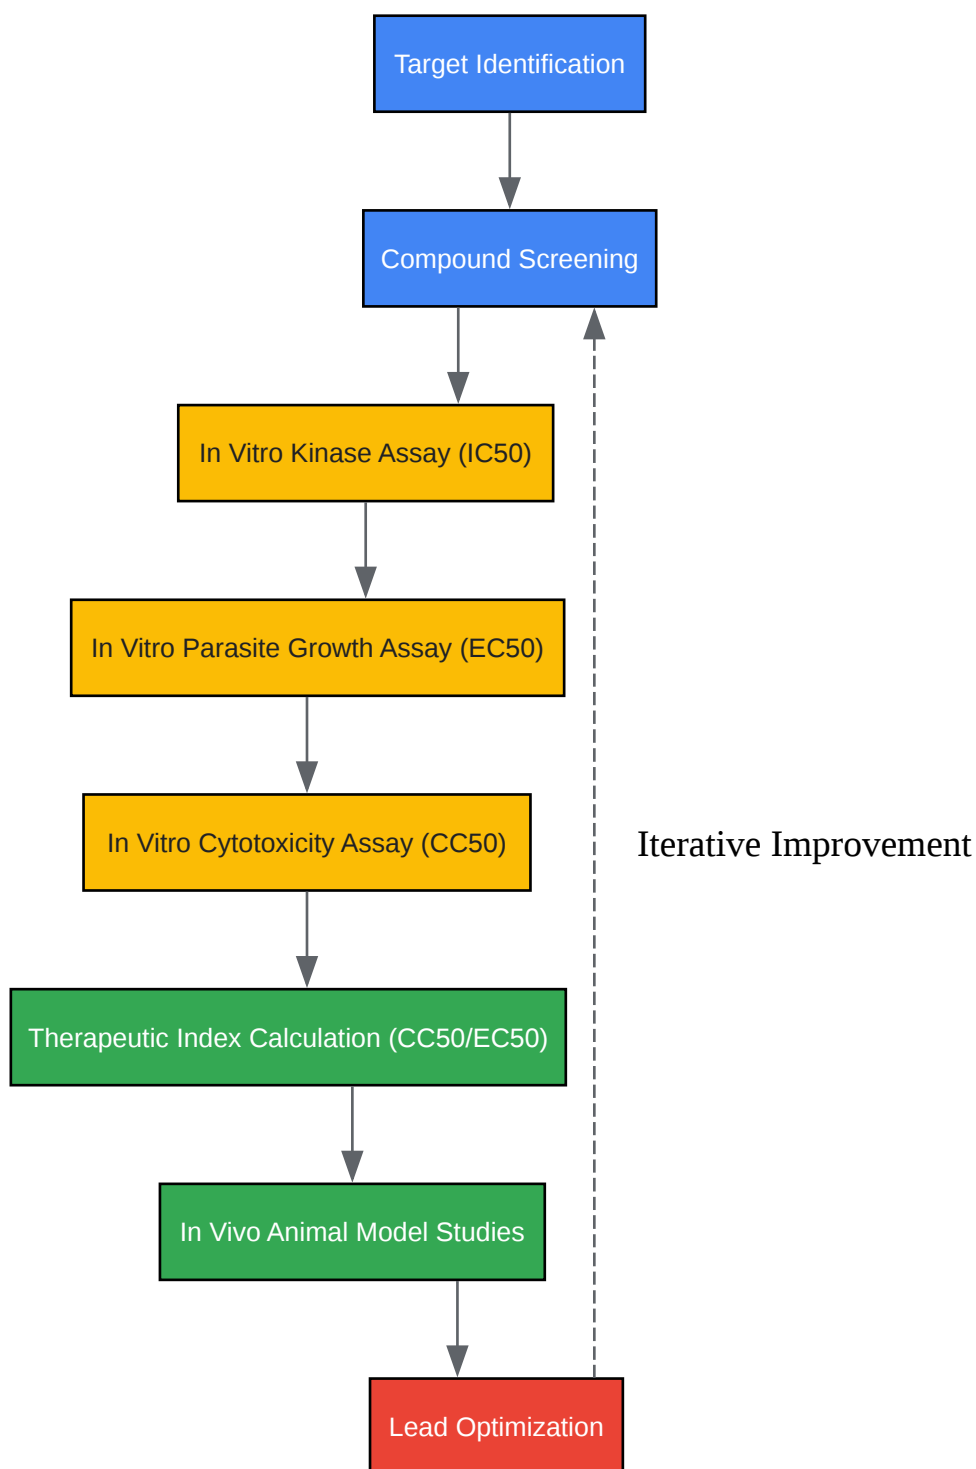 Target Identification
Compound Screening
In Vitro Kinase Assay (IC50)
In Vitro Parasite Growth Assay (EC50)
In Vitro Cytotoxicity Assay (CC50)
Iterative Improvement
Therapeutic Index Calculation (CC50/EC50)
In Vivo Animal Model Studies
Lead Optimization